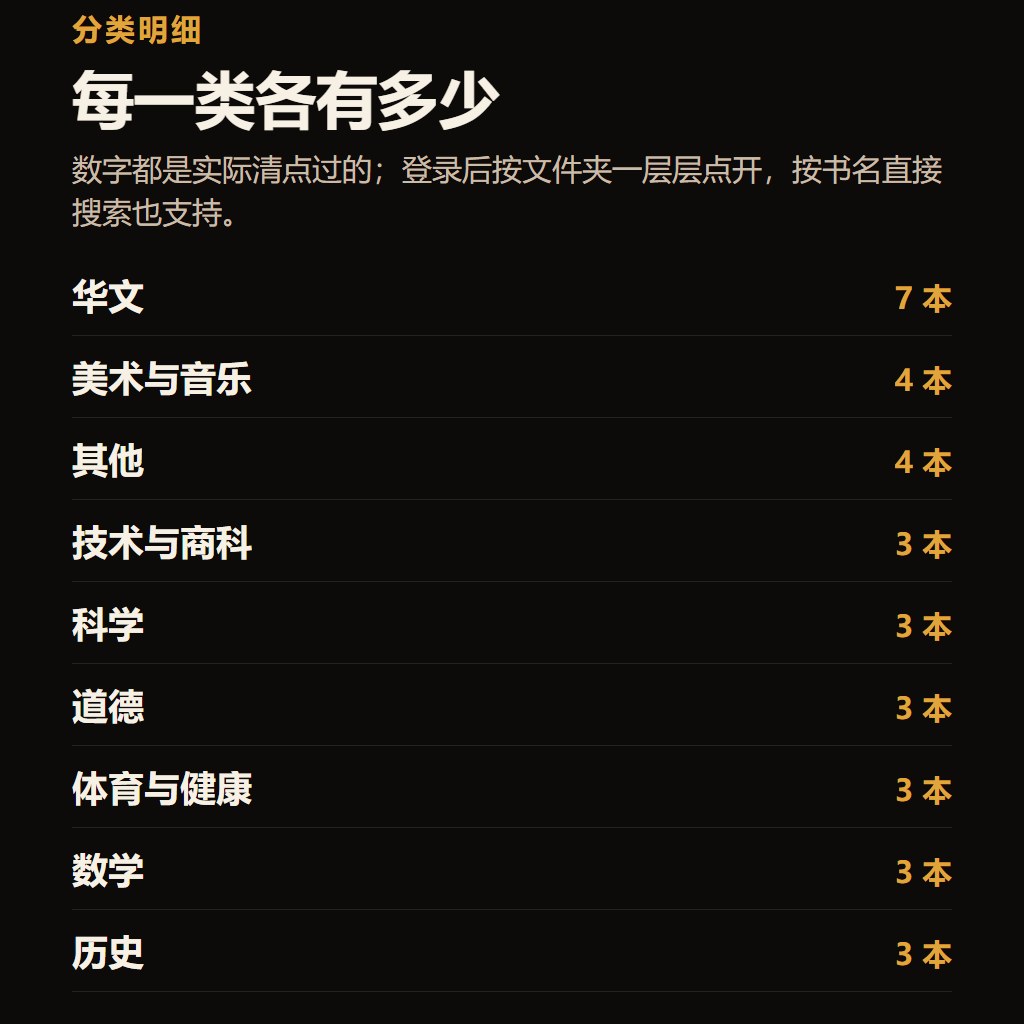 分类明细
每一类各有多少
数字都是实际清点过的；登录后按文件夹一层层点开，按书名直接
搜索也支持。
华文 7 本
美术与音乐 4 本
其他 4 本
技术与商科 3 本
科学 3 本
道德 3 本
体育与健康 3 本
数学 3 本
历史 3 本